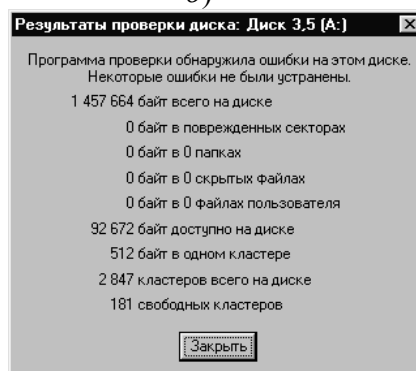 Результаты проверки диска: Диск 3,5 (A:)
Программа проверки обнаружила ошибки на этом диске.
Некоторые ошибки не были устранены.
1 457 664 байт всего на диске
0 байт в поврежденных секторах
0 байт в 0 папках
0 байт в 0 скрытых файлах
0 байт в 0 файлах пользователя
92 672 байт доступно на диске
512 байт в одном кластере
2 847 кластеров всего на диске
181 свободных кластеров
Закрыть